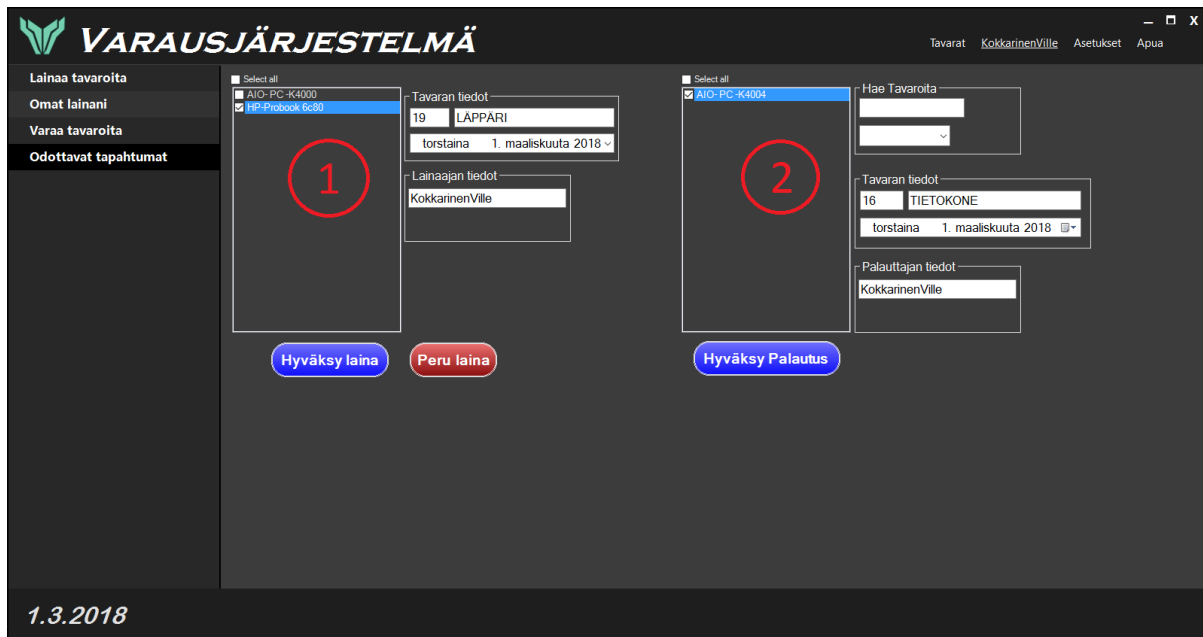 VARAUSJÄRJESTELMÄ
X
Tavarat KokkarinenVille Asetukset Apua
Lainaa tavaroita
Omat lainani
Varaa tavaroita
Odottavat tapahtumat
Select all
AIO- PC -K4000
HP-Probook 6c80
1
Tavaran tiedot
19 LÄPPÄRI
torstaina 1. maaliskuuta 2018
Lainaajan tiedot
KokkarinenVille
Hyväksy laina
Peru laina
Select all
AIO- PC -K4004
2
Hae Tavaroita
Tavaran tiedot
16 TIETOKONE
torstaina 1. maaliskuuta 2018
Palauttajan tiedot
KokkarinenVille
Hyväksy Palautus
1.3.2018